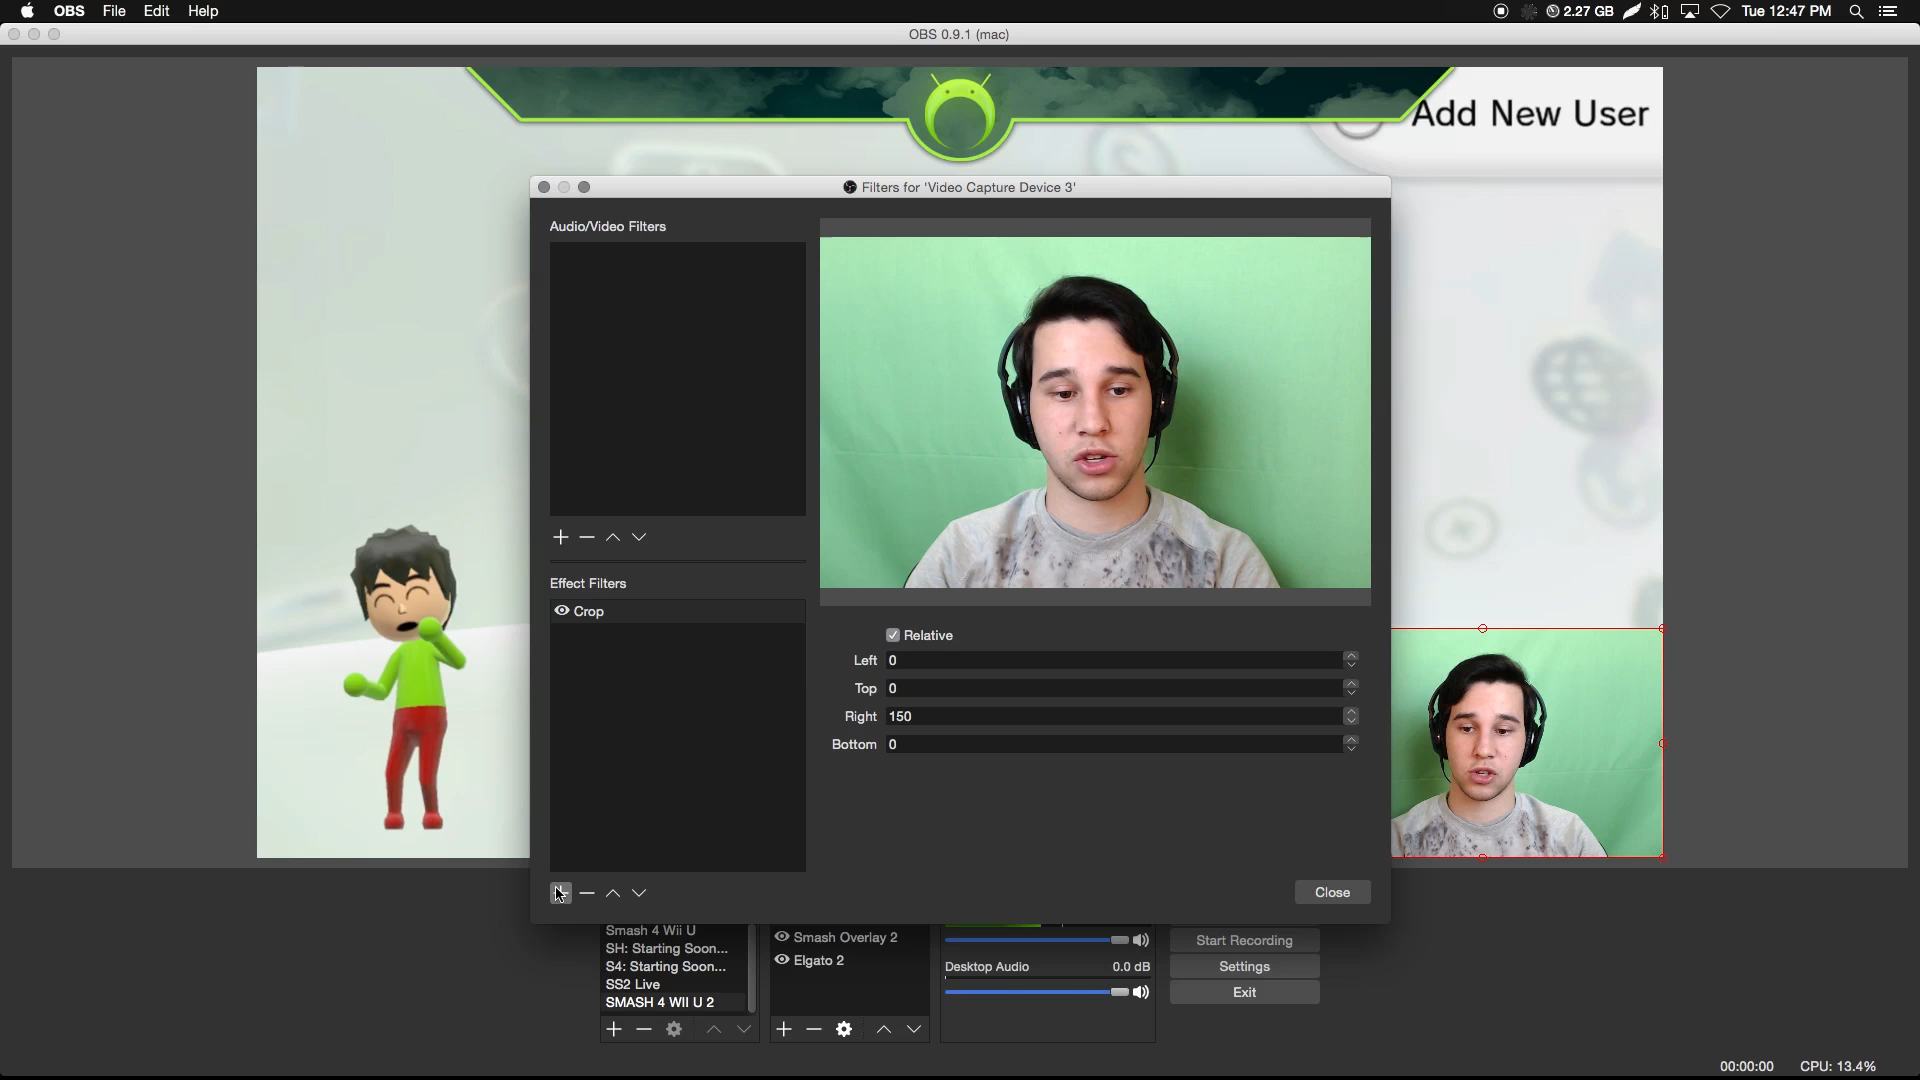 OBS File Edit Help
2.27 GB Tue 12:47 PM
OBS 0.9.1 (mac)
Add New User
Filters for 'Video Capture Device 3'
Audio/Video Filters
Effect Filters
Crop
Relative
Left 0
Top 0
Right 150
Bottom 0
Close
Smash 4 Wii U
SH: Starting Soon...
S4: Starting Soon...
SS2 Live
SMASH 4 WII U 2
Smash Overlay 2
Elgato 2
Desktop Audio 0.0 dB
Start Recording
Settings
Exit
00:00:00 CPU: 13.4%